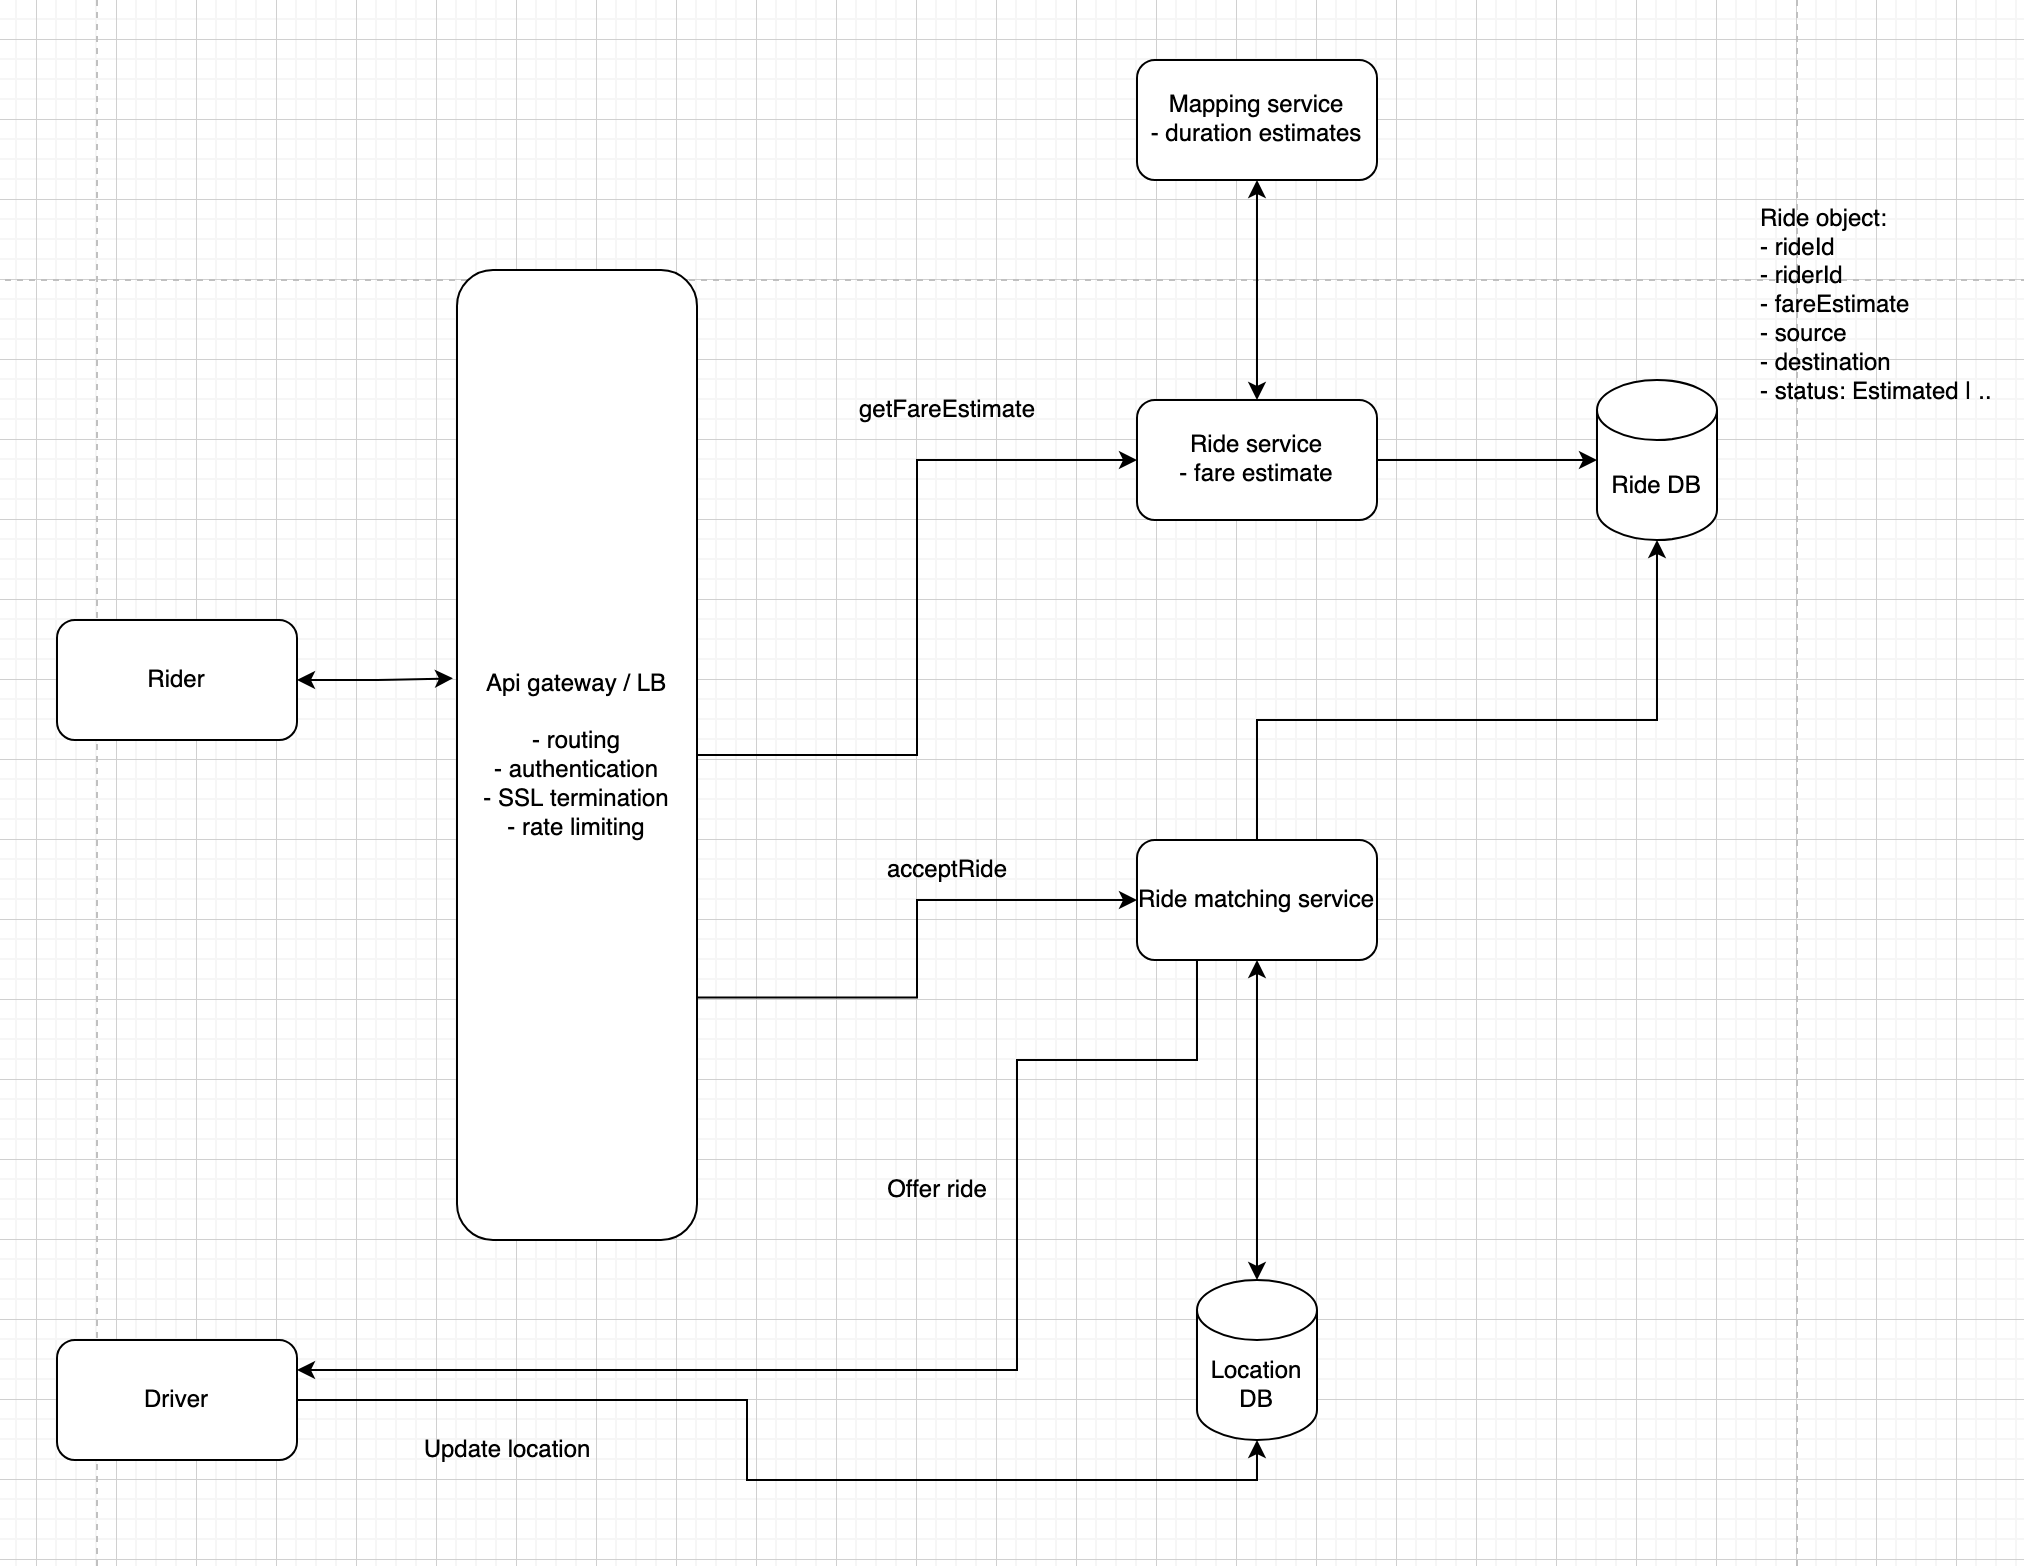 Mapping service
- duration estimates
Ride object:
- rideId
- riderId
- fareEstimate
- source
- destination
- status: Estimated | ..
getFareEstimate
Ride service
- fare estimate
Ride DB
Rider
Api gateway / LB
- routing
- authentication
- SSL termination
- rate limiting
acceptRide
Ride matching service
Offer ride
Location
DB
Driver
Update location